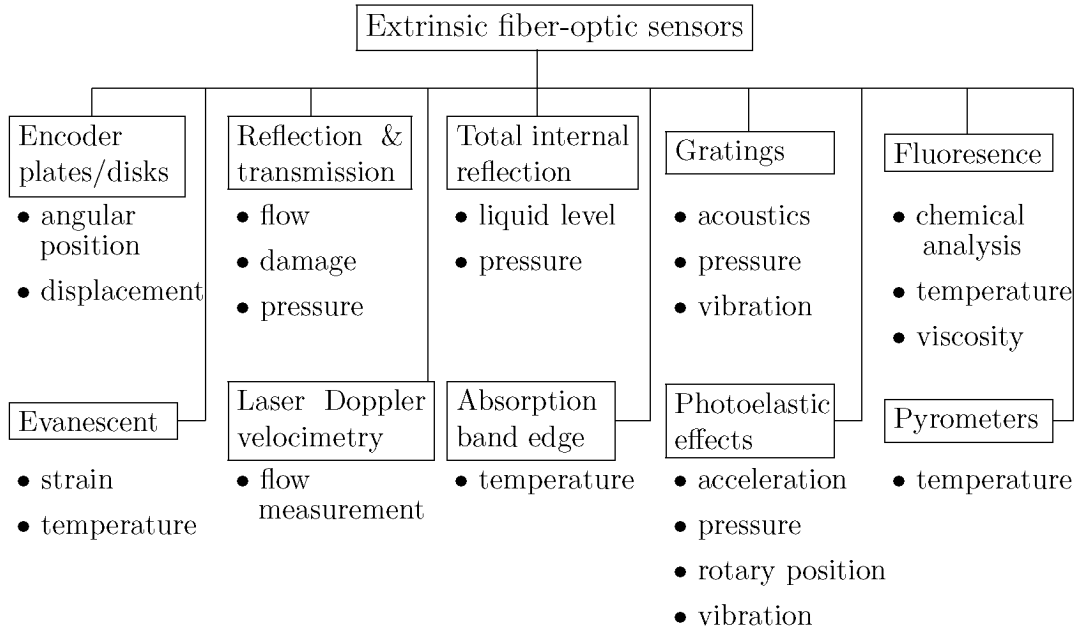 Extrinsic fiber-optic sensors
Encoder
plates/disks
• angular
position
• displacement
Reflection &
transmission
• flow
• damage
• pressure
Total internal
reflection
• liquid level
• pressure
Gratings
• acoustics
• pressure
• vibration
Fluoresence
• chemical
analysis
• temperature
• viscosity
Evanescent
• strain
• temperature
Laser Doppler
velocimetry
• flow
measurement
Absorption
band edge
• temperature
Photoelastic
effects
• acceleration
• pressure
• rotary position
• vibration
Pyrometers
• temperature